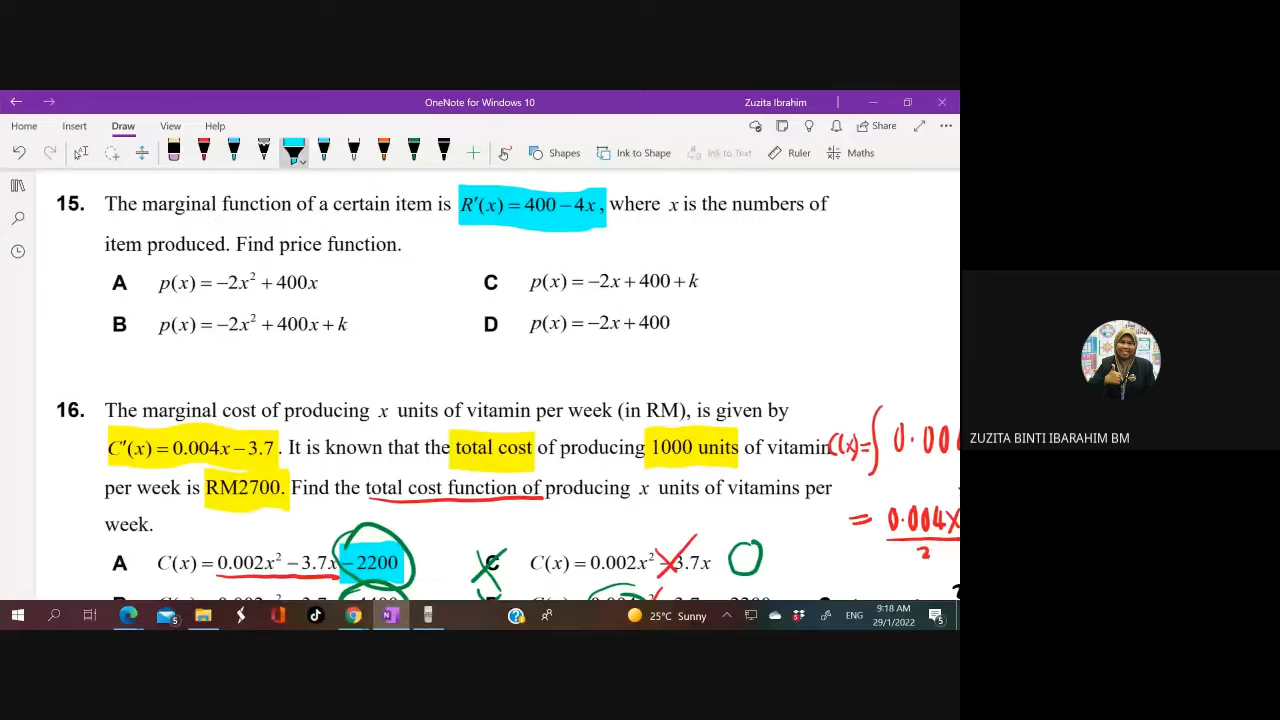 OneNote for Windows 10
Zuzita Ibrahim
Home Insert Draw View Help
Share
Shapes Ink to Shape Ink to Text Ruler Maths
15. The marginal function of a certain item is R′(x) = 400 − 4x, where x is the numbers of
item produced. Find price function.
A p(x) = −2x² + 400x
C p(x) = −2x + 400 + k
B p(x) = −2x² + 400x + k
D p(x) = −2x + 400
16. The marginal cost of producing x units of vitamin per week (in RM), is given by
C′(x) = 0.004x − 3.7. It is known that the total cost of producing 1000 units of vitamin
per week is RM2700. Find the total cost function of producing x units of vitamins per
week.
C(x) = ∫ 0.00
= 0.004x
2
A C(x) = 0.002x² − 3.7x − 2200
C C(x) = 0.002x² − 3.7x
ZUZITA BINTI IBARAHIM BM
5
25°C Sunny
ENG
9:18 AM
29/1/2022
5